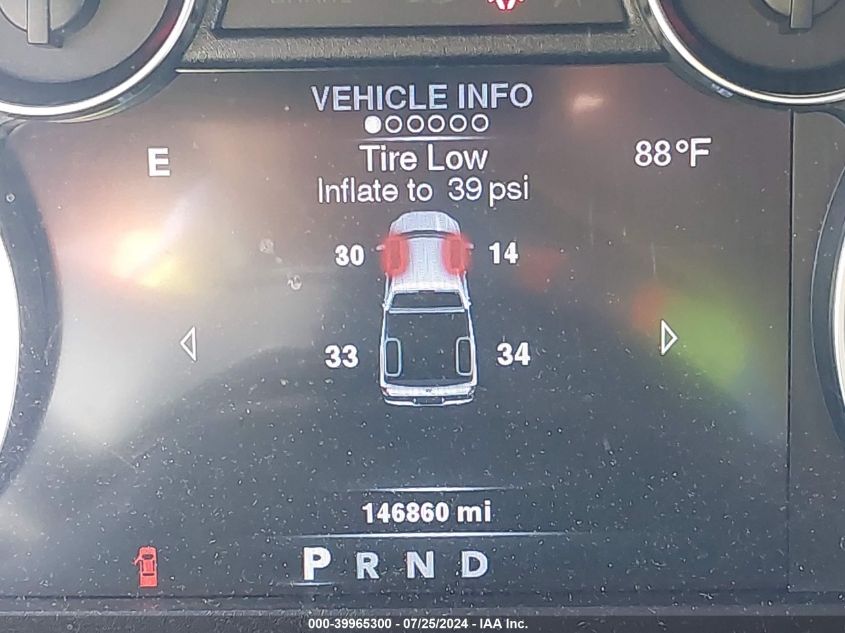 VEHICLE INFO
E
Tire Low
88°F
Inflate to 39 psi
30 14
33 34
146860 mi
P R N D
000-39965300 - 07/25/2024 - IAA Inc.